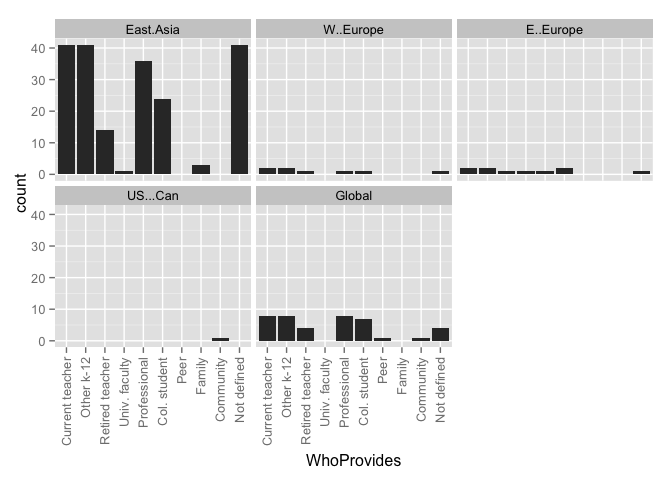 East.Asia
W..Europe
E..Europe
40
30
20
10
0
count
US...Can
Global
40
30
20
10
0
Current teacher
Other k-12
Retired teacher
Univ. faculty
Professional
Col. student
Peer
Family
Community
Not defined
Current teacher
Other k-12
Retired teacher
Univ. faculty
Professional
Col. student
Peer
Family
Community
Not defined
WhoProvides